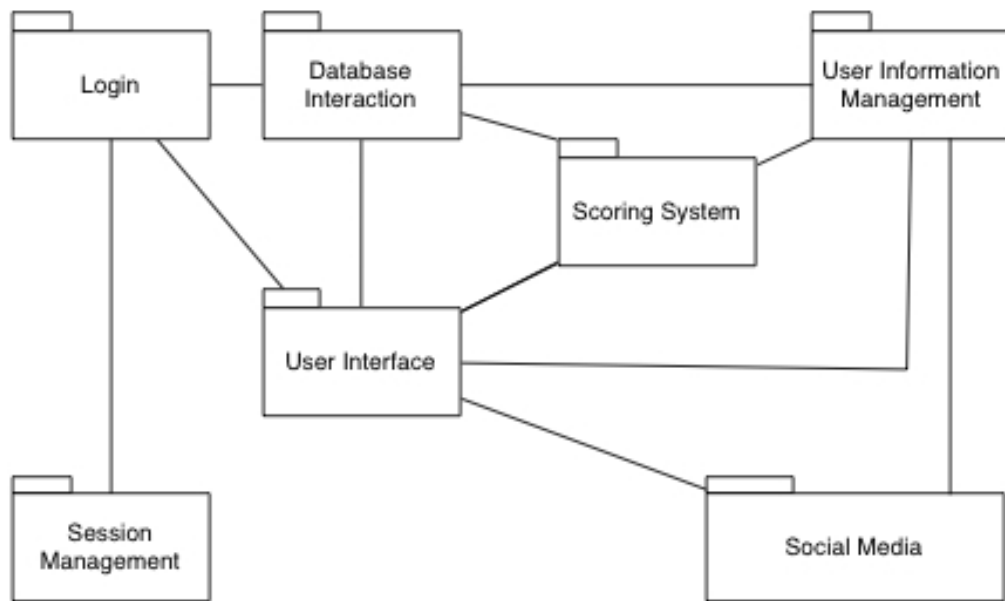 Login
Database
Interaction
User Information
Management
Scoring System
User Interface
Session
Management
Social Media